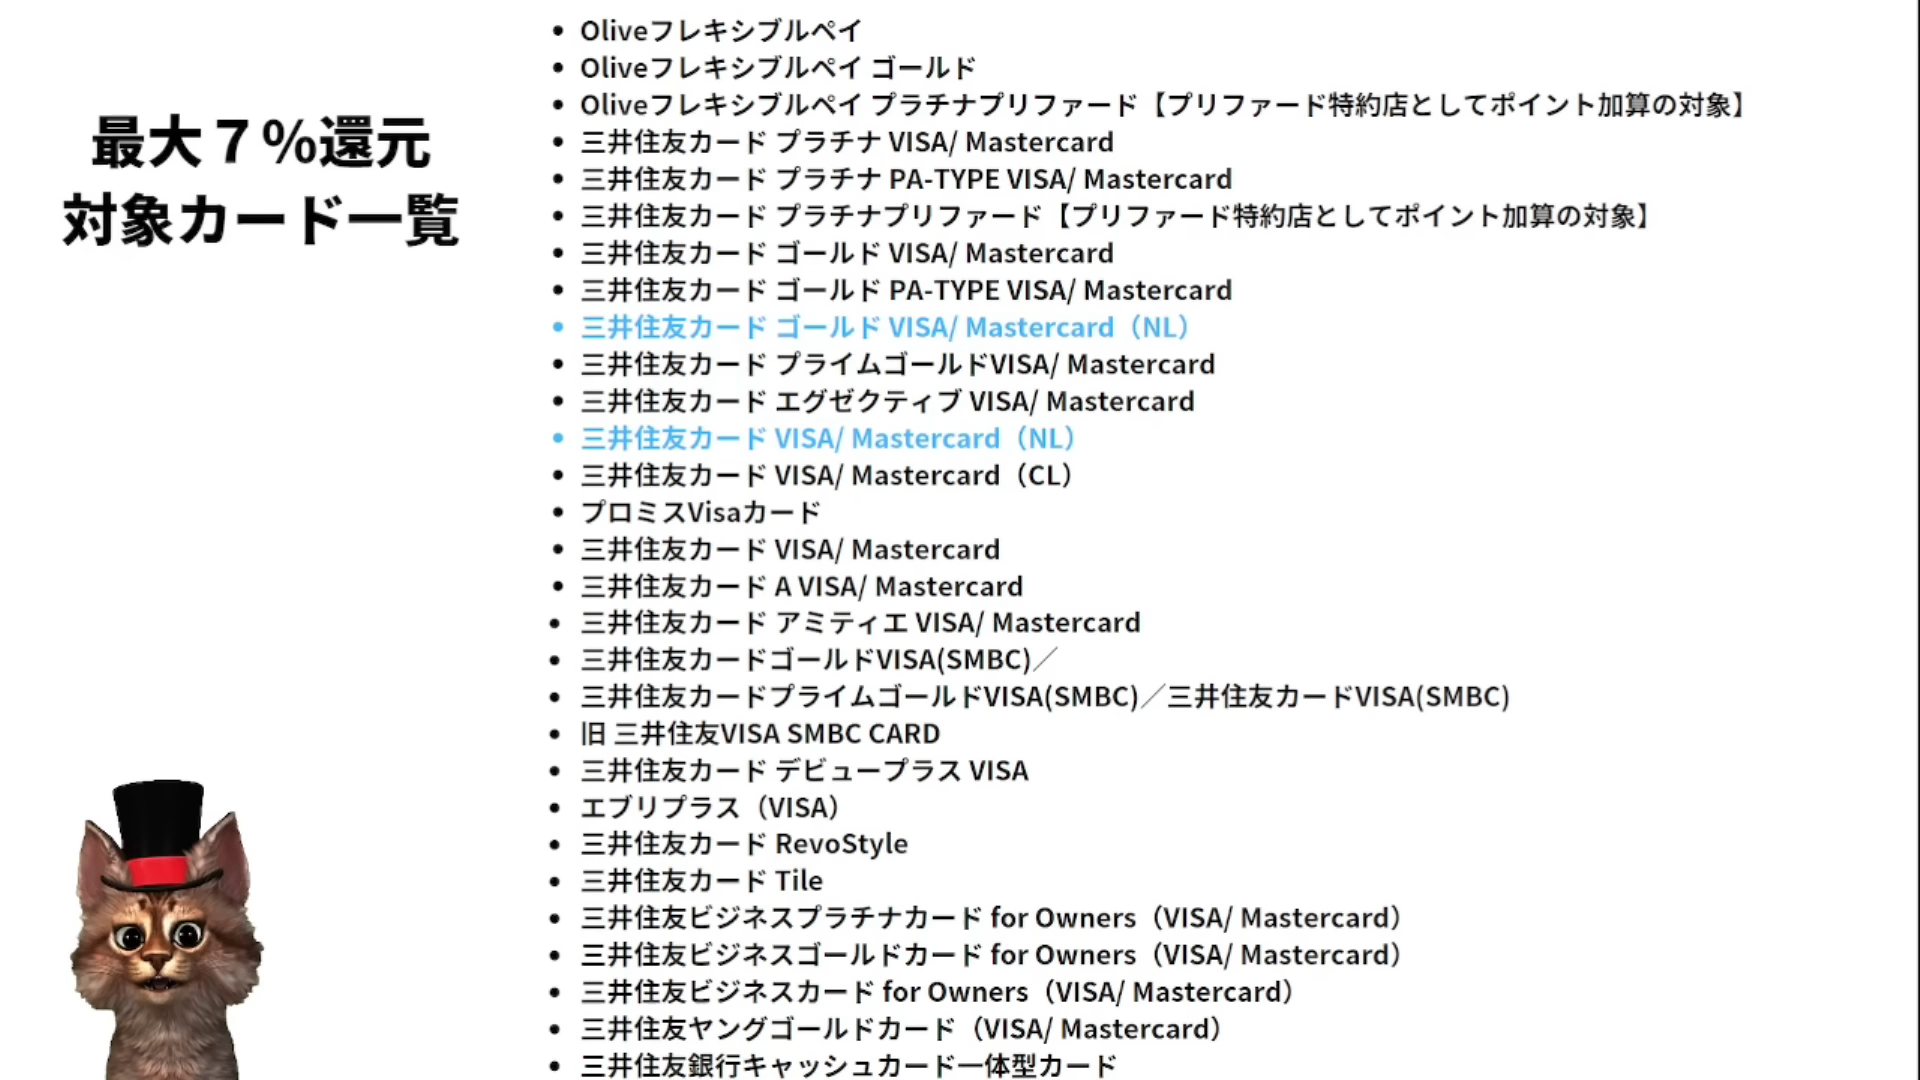 最大７％還元
対象カード一覧
• Oliveフレキシブルペイ
• Oliveフレキシブルペイ ゴールド
• Oliveフレキシブルペイ プラチナプリファード【プリファード特約店としてポイント加算の対象】
• 三井住友カード プラチナ VISA/ Mastercard
• 三井住友カード プラチナ PA-TYPE VISA/ Mastercard
• 三井住友カード プラチナプリファード【プリファード特約店としてポイント加算の対象】
• 三井住友カード ゴールド VISA/ Mastercard
• 三井住友カード ゴールド PA-TYPE VISA/ Mastercard
• 三井住友カード ゴールド VISA/ Mastercard（NL）
• 三井住友カード プライムゴールドVISA/ Mastercard
• 三井住友カード エグゼクティブ VISA/ Mastercard
• 三井住友カード VISA/ Mastercard（NL）
• 三井住友カード VISA/ Mastercard（CL）
• プロミスVisaカード
• 三井住友カード VISA/ Mastercard
• 三井住友カード A VISA/ Mastercard
• 三井住友カード アミティエ VISA/ Mastercard
• 三井住友カードゴールドVISA(SMBC)／
• 三井住友カードプライムゴールドVISA(SMBC)／三井住友カードVISA(SMBC)
• 旧 三井住友VISA SMBC CARD
• 三井住友カード デビュープラス VISA
• エブリプラス（VISA）
• 三井住友カード RevoStyle
• 三井住友カード Tile
• 三井住友ビジネスプラチナカード for Owners（VISA/ Mastercard）
• 三井住友ビジネスゴールドカード for Owners（VISA/ Mastercard）
• 三井住友ビジネスカード for Owners（VISA/ Mastercard）
• 三井住友ヤングゴールドカード（VISA/ Mastercard）
• 三井住友銀行キャッシュカード一体型カード